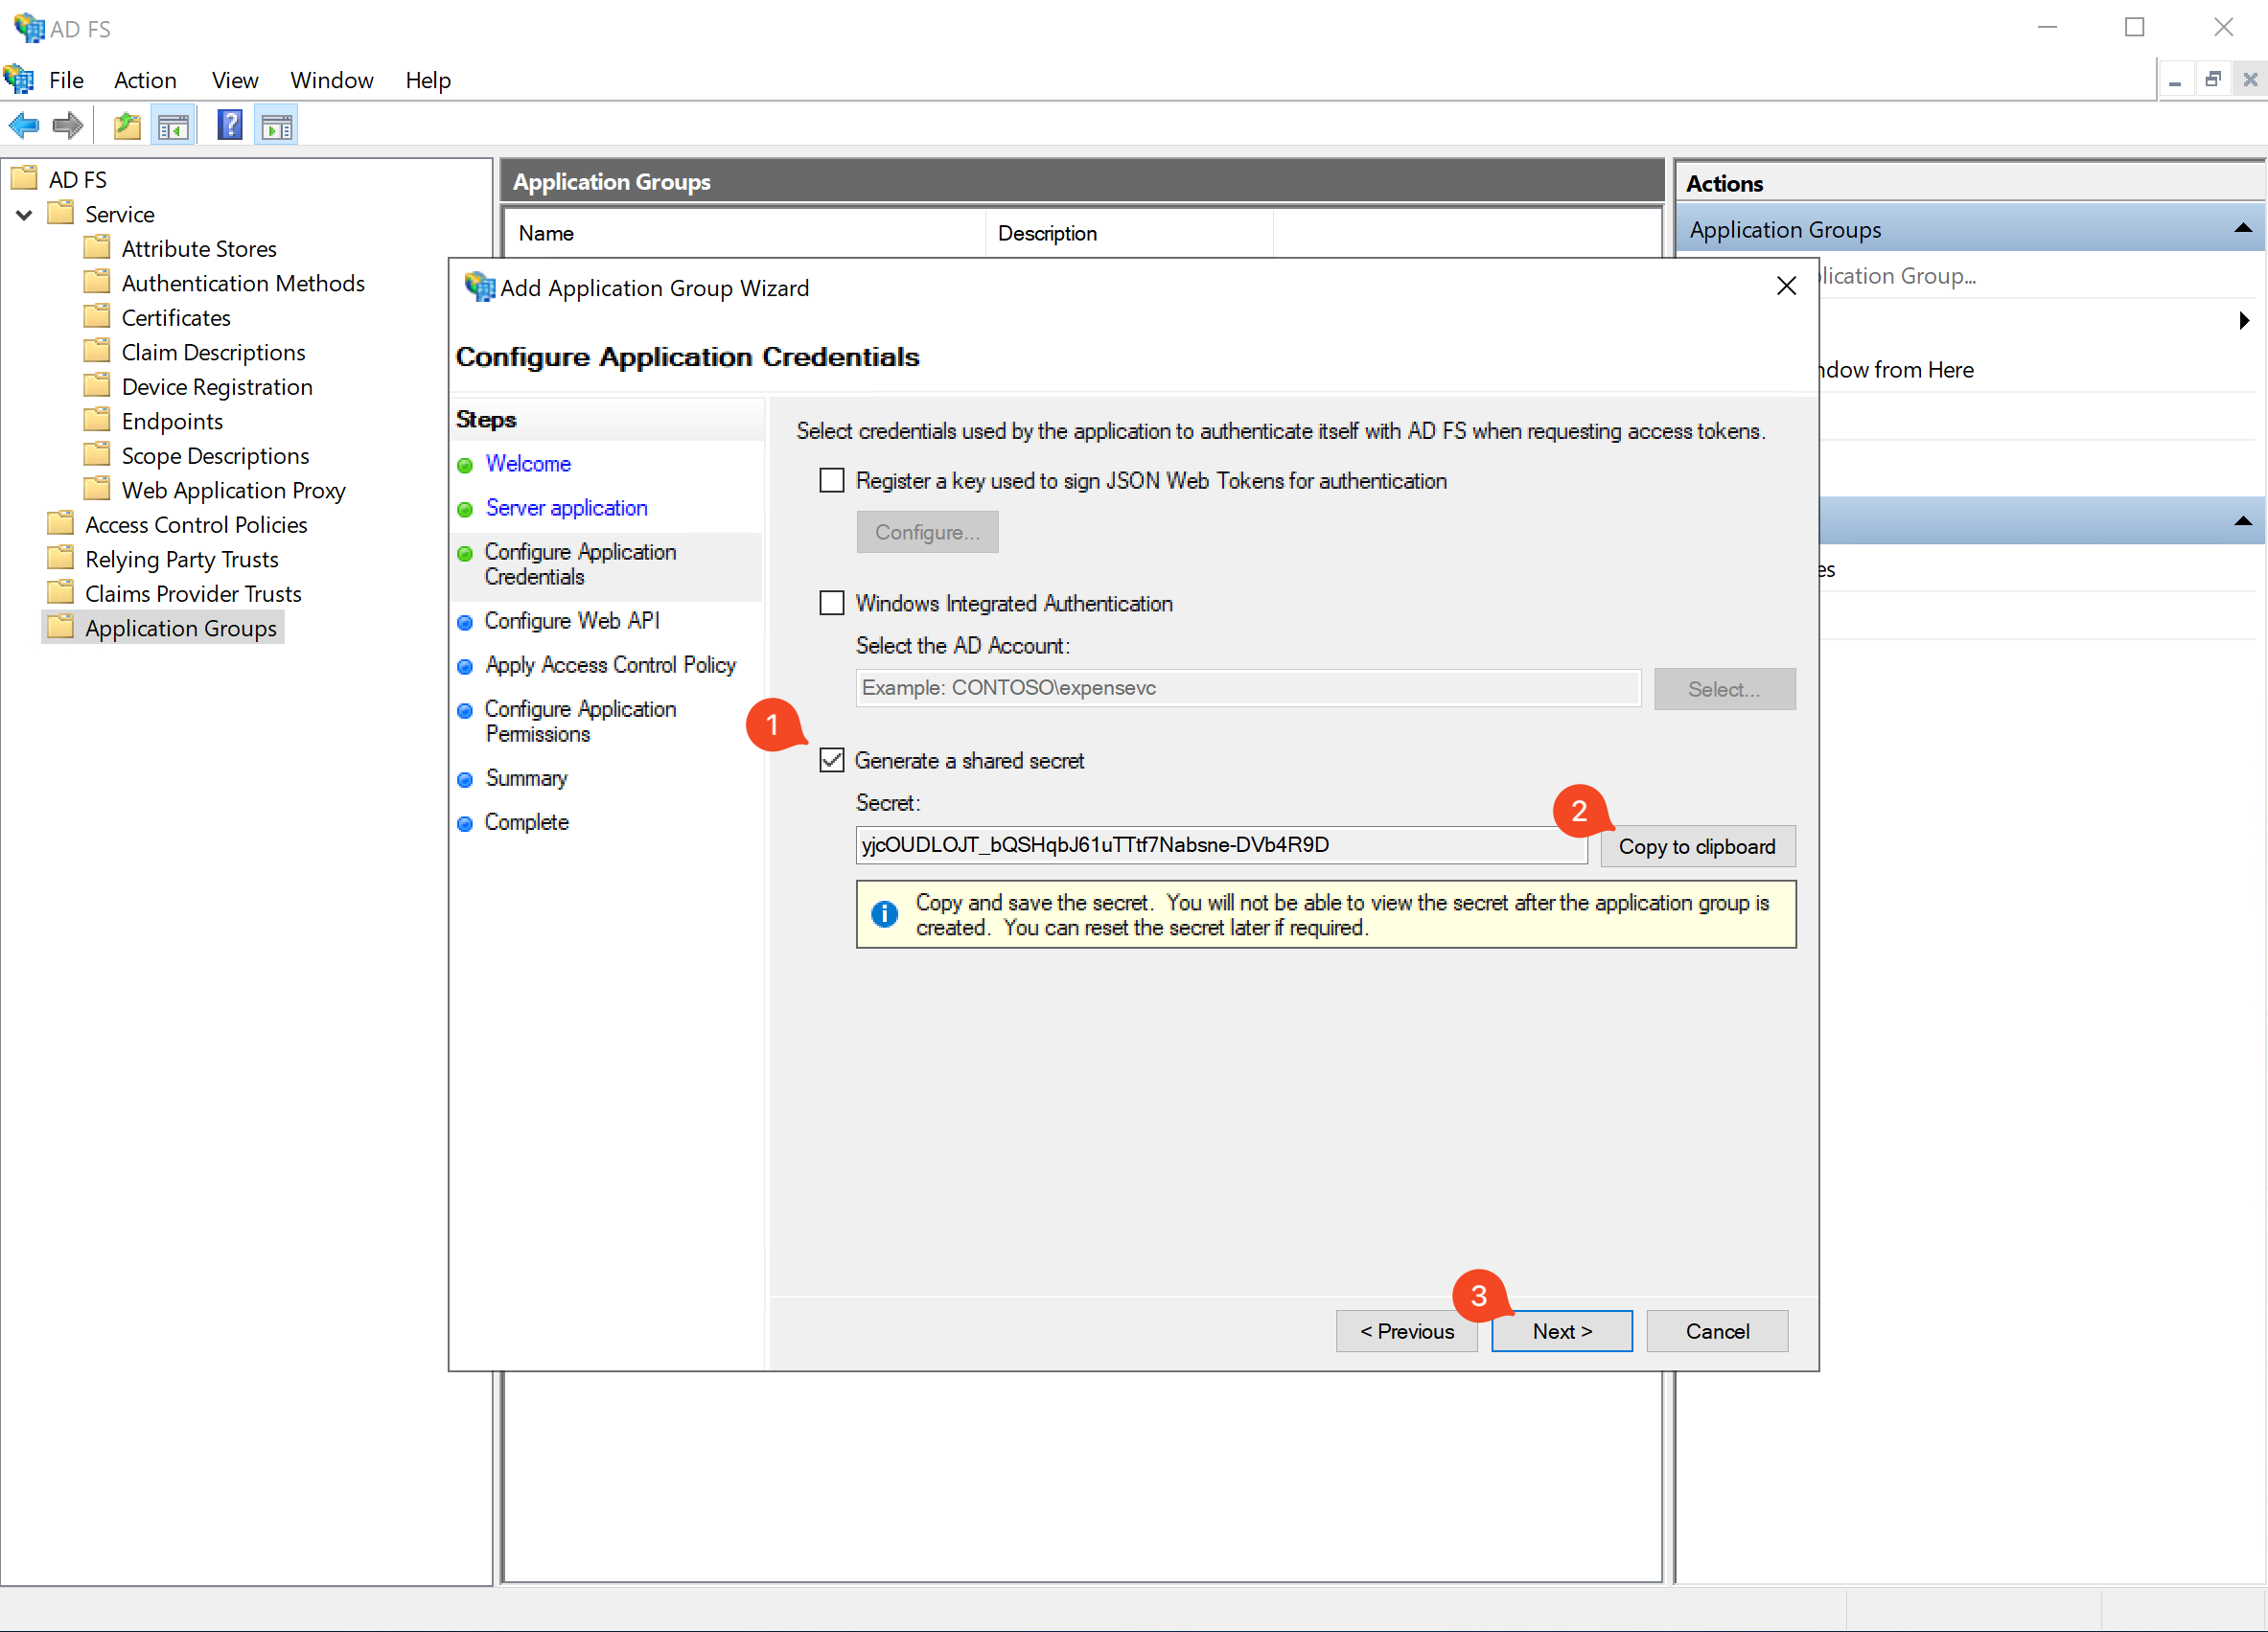 AD FS
File Action View Window Help
AD FS
Service
Attribute Stores
Authentication Methods
Certificates
Claim Descriptions
Device Registration
Endpoints
Scope Descriptions
Web Application Proxy
Access Control Policies
Relying Party Trusts
Claims Provider Trusts
Application Groups
Application Groups
Name Description
Actions
Application Groups
lication Group...
ndow from Here
es
Add Application Group Wizard
Configure Application Credentials
Steps
Welcome
Server application
Configure Application
Credentials
Configure Web API
Apply Access Control Policy
Configure Application
Permissions
Summary
Complete
Select credentials used by the application to authenticate itself with AD FS when requesting access tokens.
Register a key used to sign JSON Web Tokens for authentication
Configure...
Windows Integrated Authentication
Select the AD Account:
Example: CONTOSO\expensevc
Select...
1
Generate a shared secret
Secret:
2
yjcOUDLOJT_bQSHqbJ61uTTtf7Nabsne-DVb4R9D
Copy to clipboard
Copy and save the secret. You will not be able to view the secret after the application group is
created. You can reset the secret later if required.
3
< Previous Next > Cancel